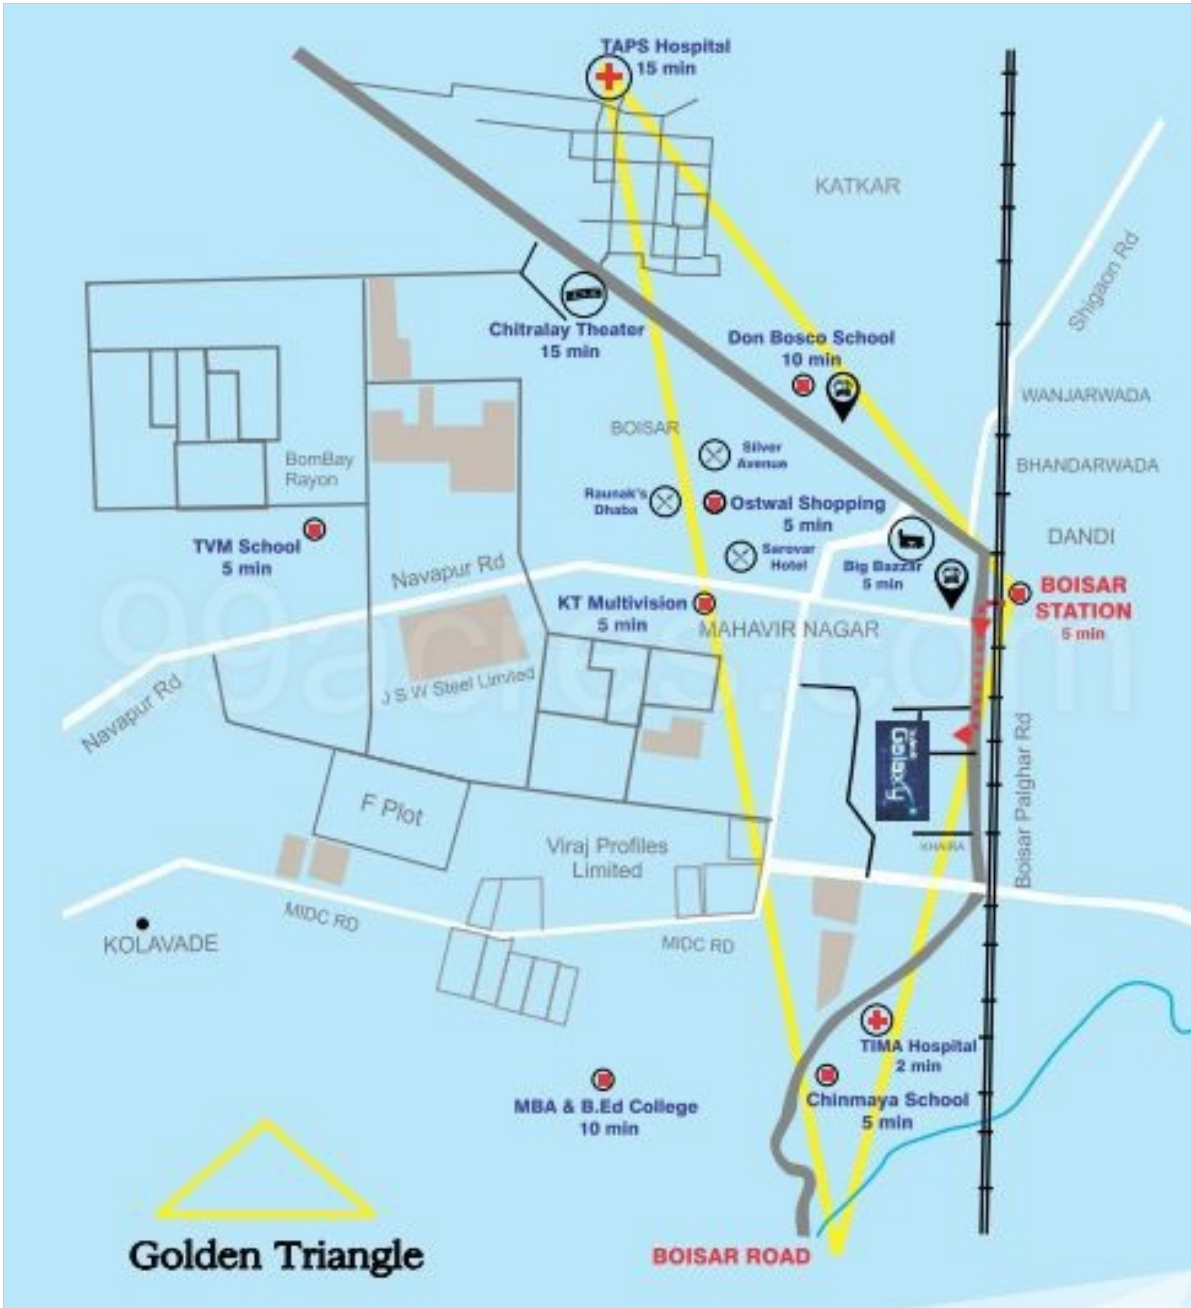 TAPS Hospital
15 min
KATKAR
Shigaon Rd
Chitralay Theater
15 min
Don Bosco School
10 min
WANJARWADA
BOISAR
Silver
Avenue
BomBay
Rayon
BHANDARWADA
Raunak's
Dhaba
Ostwal Shopping
5 min
DANDI
TVM School
5 min
Navapur Rd
Sarovar
Hotel
Big Bazzar
5 min
BOISAR
STATION
5 min
KT Multivision
5 min
MAHAVIR NAGAR
99acres.com
J S W Steel Limited
Navapur Rd
Galaxy
Boisar Palghar Rd
F Plot
Viraj Profiles
Limited
KHAIRA
MIDC RD
KOLAVADE
MIDC RD
TIMA Hospital
2 min
MBA & B.Ed College
10 min
Chinmaya School
5 min
Golden Triangle
BOISAR ROAD